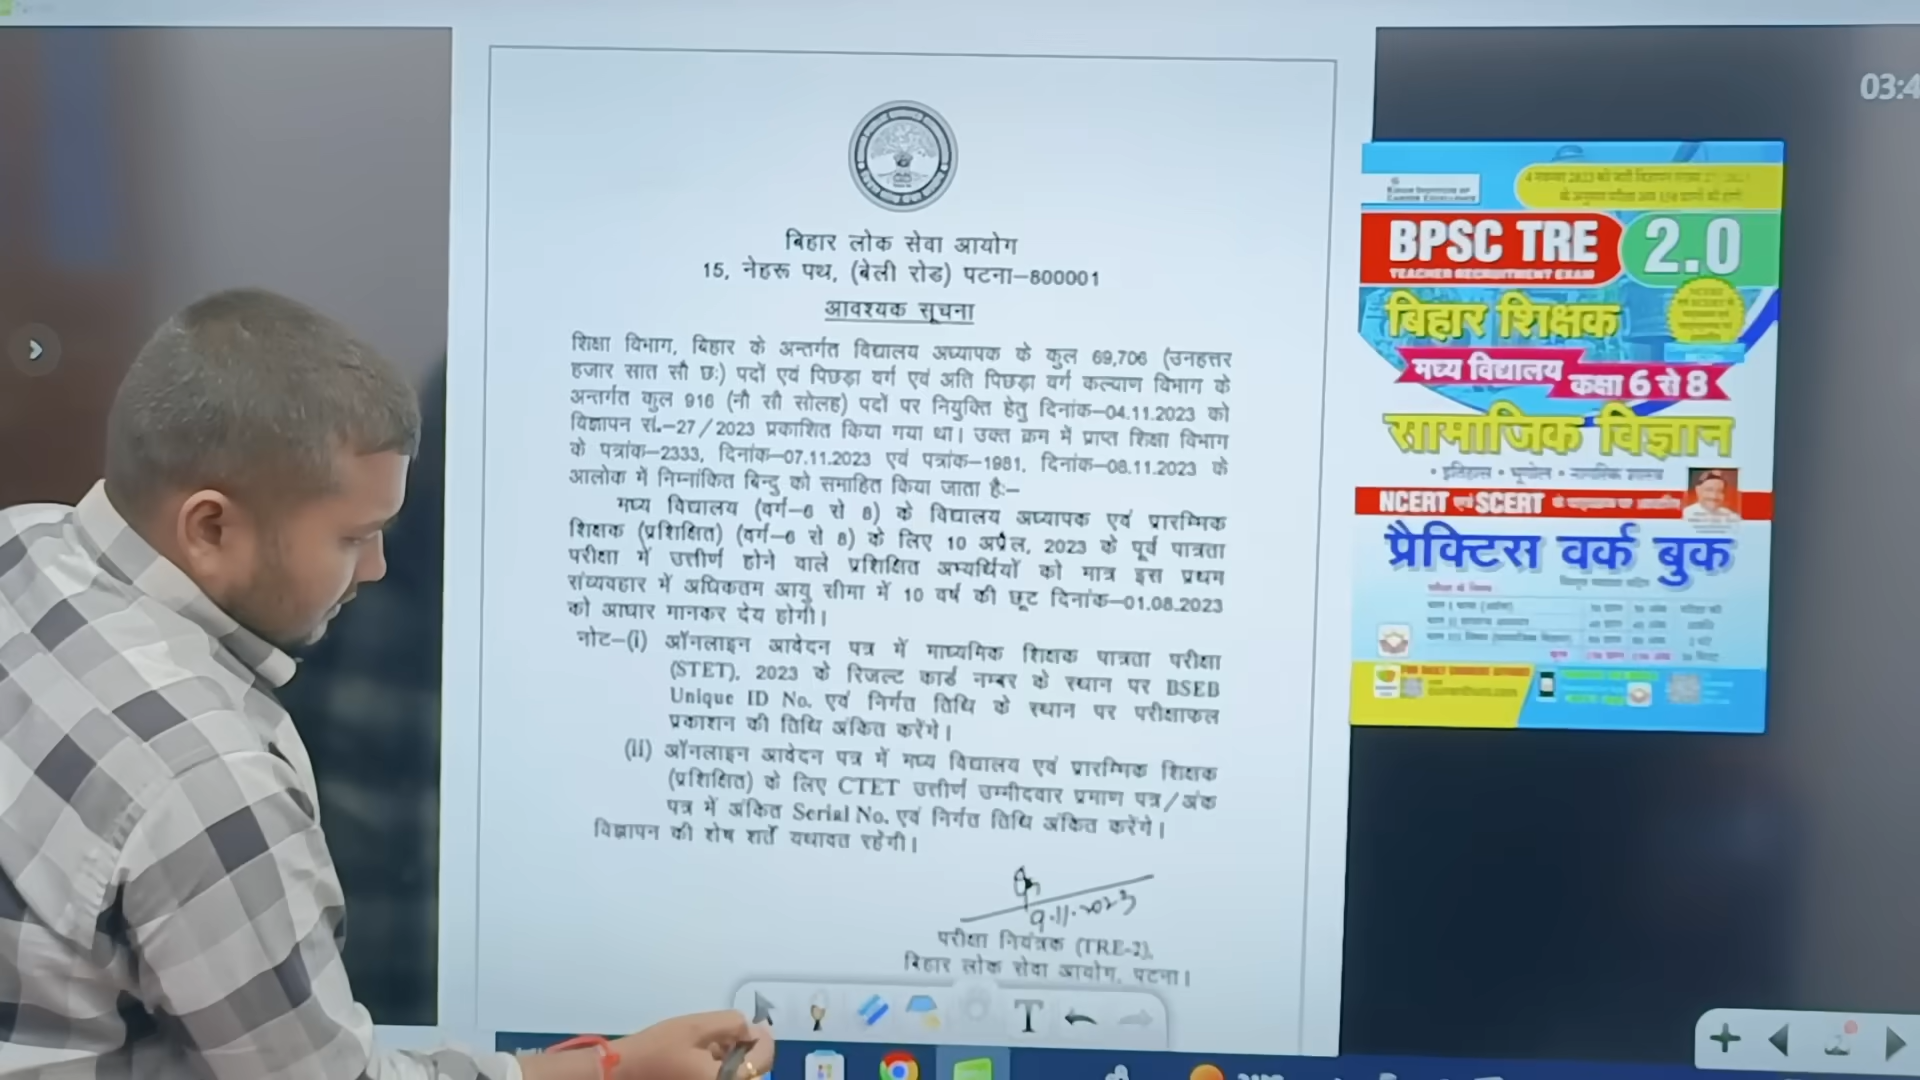 03:4
बिहार लोक सेवा आयोग
15, नेहरू पथ, (बेली रोड) पटना–800001
आवश्यक सूचना
शिक्षा विभाग, बिहार के अन्तर्गत विद्यालय अध्यापक के कुल 69,706 (उनहत्तर
हजार सात सौ छः) पदों एवं पिछड़ा वर्ग एवं अति पिछड़ा वर्ग कल्याण विभाग के
अन्तर्गत कुल 916 (नौ सौ सोलह) पदों पर नियुक्ति हेतु दिनांक–04.11.2023 को
विज्ञापन सं.–27/2023 प्रकाशित किया गया था। उक्त क्रम में प्राप्त शिक्षा विभाग
के पत्रांक–2333, दिनांक–07.11.2023 एवं पत्रांक–1981, दिनांक–08.11.2023 के
आलोक में निम्नांकित बिन्दु को समाहित किया जाता है:–
मध्य विद्यालय (वर्ग–6 से 8) के विद्यालय अध्यापक एवं प्रारम्भिक
शिक्षक (प्रशिक्षित) (वर्ग–6 से 8) के लिए 10 अप्रैल, 2023 के पूर्व पात्रता
परीक्षा में उत्तीर्ण होने वाले प्रशिक्षित अभ्यर्थियों को मात्र इस प्रथम
संव्यवहार में अधिकतम आयु सीमा में 10 वर्ष की छूट दिनांक–01.08.2023
को आधार मानकर देय होगी।
नोट–(i) ऑनलाइन आवेदन पत्र में माध्यमिक शिक्षक पात्रता परीक्षा
(STET), 2023 के रिजल्ट कार्ड नम्बर के स्थान पर BSEB
Unique ID No. एवं निर्गत तिथि के स्थान पर परीक्षाफल
प्रकाशन की तिथि अंकित करेंगे।
(ii) ऑनलाइन आवेदन पत्र में मध्य विद्यालय एवं प्रारम्भिक शिक्षक
(प्रशिक्षित) के लिए CTET उत्तीर्ण उम्मीदवार प्रमाण पत्र/अंक
पत्र में अंकित Serial No. एवं निर्गत तिथि अंकित करेंगे।
विज्ञापन की शेष शर्तें यथावत रहेंगी।
9.11.2023
परीक्षा नियंत्रक (TRE-2),
बिहार लोक सेवा आयोग, पटना।
BPSC TRE 2.0
TEACHER RECRUITMENT EXAM
बिहार शिक्षक
मध्य विद्यालय कक्षा 6 से 8
सामाजिक विज्ञान
• इतिहास • भूगोल • नागरिक शास्त्र
NCERT एवं SCERT के
प्रैक्टिस वर्क बुक
T